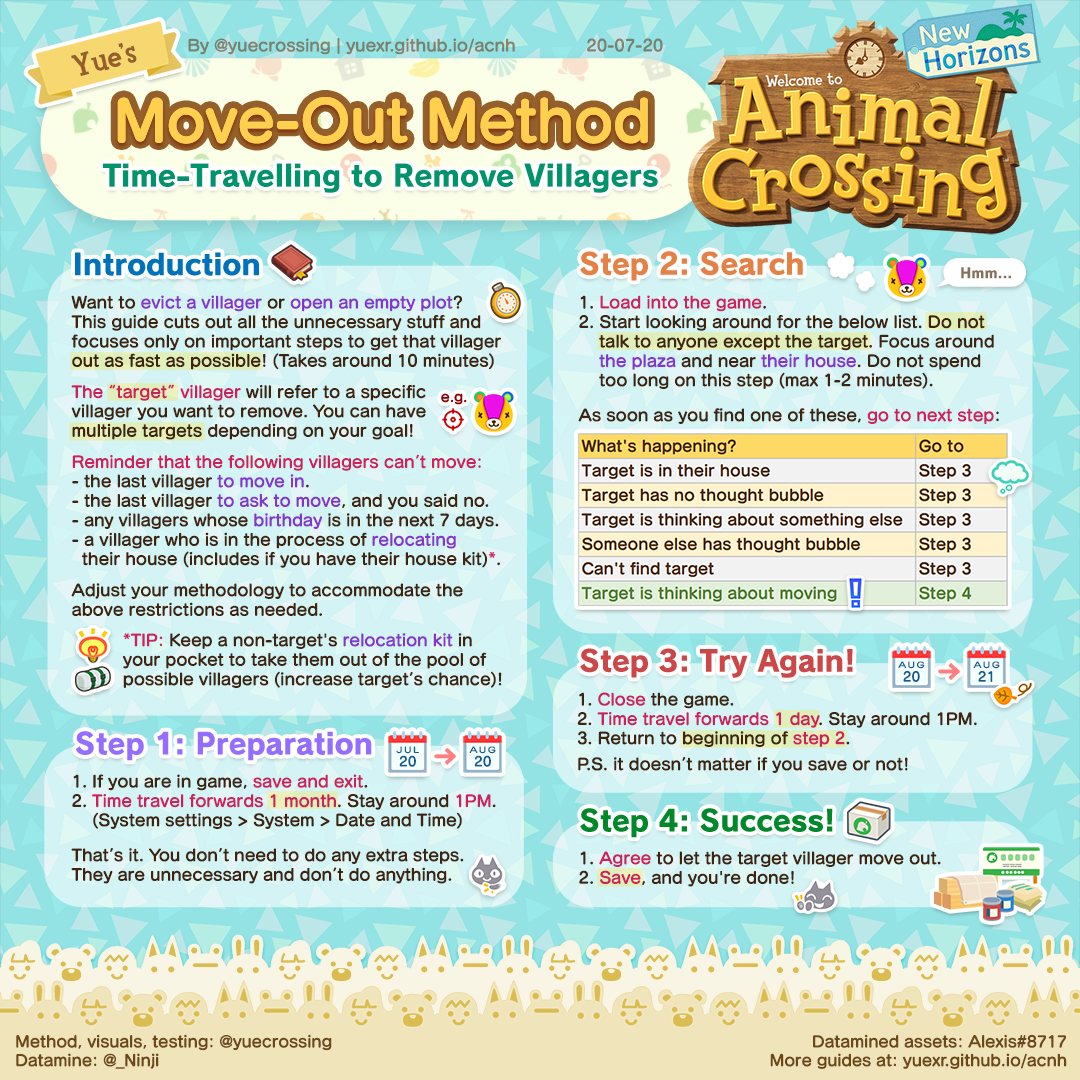 Yue's
By @yuecrossing | yuexr.github.io/acnh
20-07-20
Move-Out Method
Time-Travelling to Remove Villagers
New
Horizons
Welcome to
Animal
Crossing
Introduction
Want to evict a villager or open an empty plot?
This guide cuts out all the unnecessary stuff and
focuses only on important steps to get that villager
out as fast as possible! (Takes around 10 minutes)
The "target" villager will refer to a specific
villager you want to remove. You can have
multiple targets depending on your goal!
e.g.
Reminder that the following villagers can't move:
- the last villager to move in.
- the last villager to ask to move, and you said no.
- any villagers whose birthday is in the next 7 days.
- a villager who is in the process of relocating
their house (includes if you have their house kit)*.
Adjust your methodology to accommodate the
above restrictions as needed.
*TIP: Keep a non-target's relocation kit in
your pocket to take them out of the pool of
possible villagers (increase target's chance)!
Step 1: Preparation
JUL
20
AUG
20
1. If you are in game, save and exit.
2. Time travel forwards 1 month. Stay around 1PM.
(System settings > System > Date and Time)
That's it. You don't need to do any extra steps.
They are unnecessary and don't do anything.
Step 2: Search
Hmm...
1. Load into the game.
2. Start looking around for the below list. Do not
talk to anyone except the target. Focus around
the plaza and near their house. Do not spend
too long on this step (max 1-2 minutes).
As soon as you find one of these, go to next step:
What's happening? Go to
Target is in their house Step 3
Target has no thought bubble Step 3
Target is thinking about something else Step 3
Someone else has thought bubble Step 3
Can't find target Step 3
Target is thinking about moving Step 4
Step 3: Try Again!
AUG
20
AUG
21
1. Close the game.
2. Time travel forwards 1 day. Stay around 1PM.
3. Return to beginning of step 2.
P.S. it doesn't matter if you save or not!
Step 4: Success!
1. Agree to let the target villager move out.
2. Save, and you're done!
Method, visuals, testing: @yuecrossing
Datamine: @_Ninji
Datamined assets: Alexis#8717
More guides at: yuexr.github.io/acnh